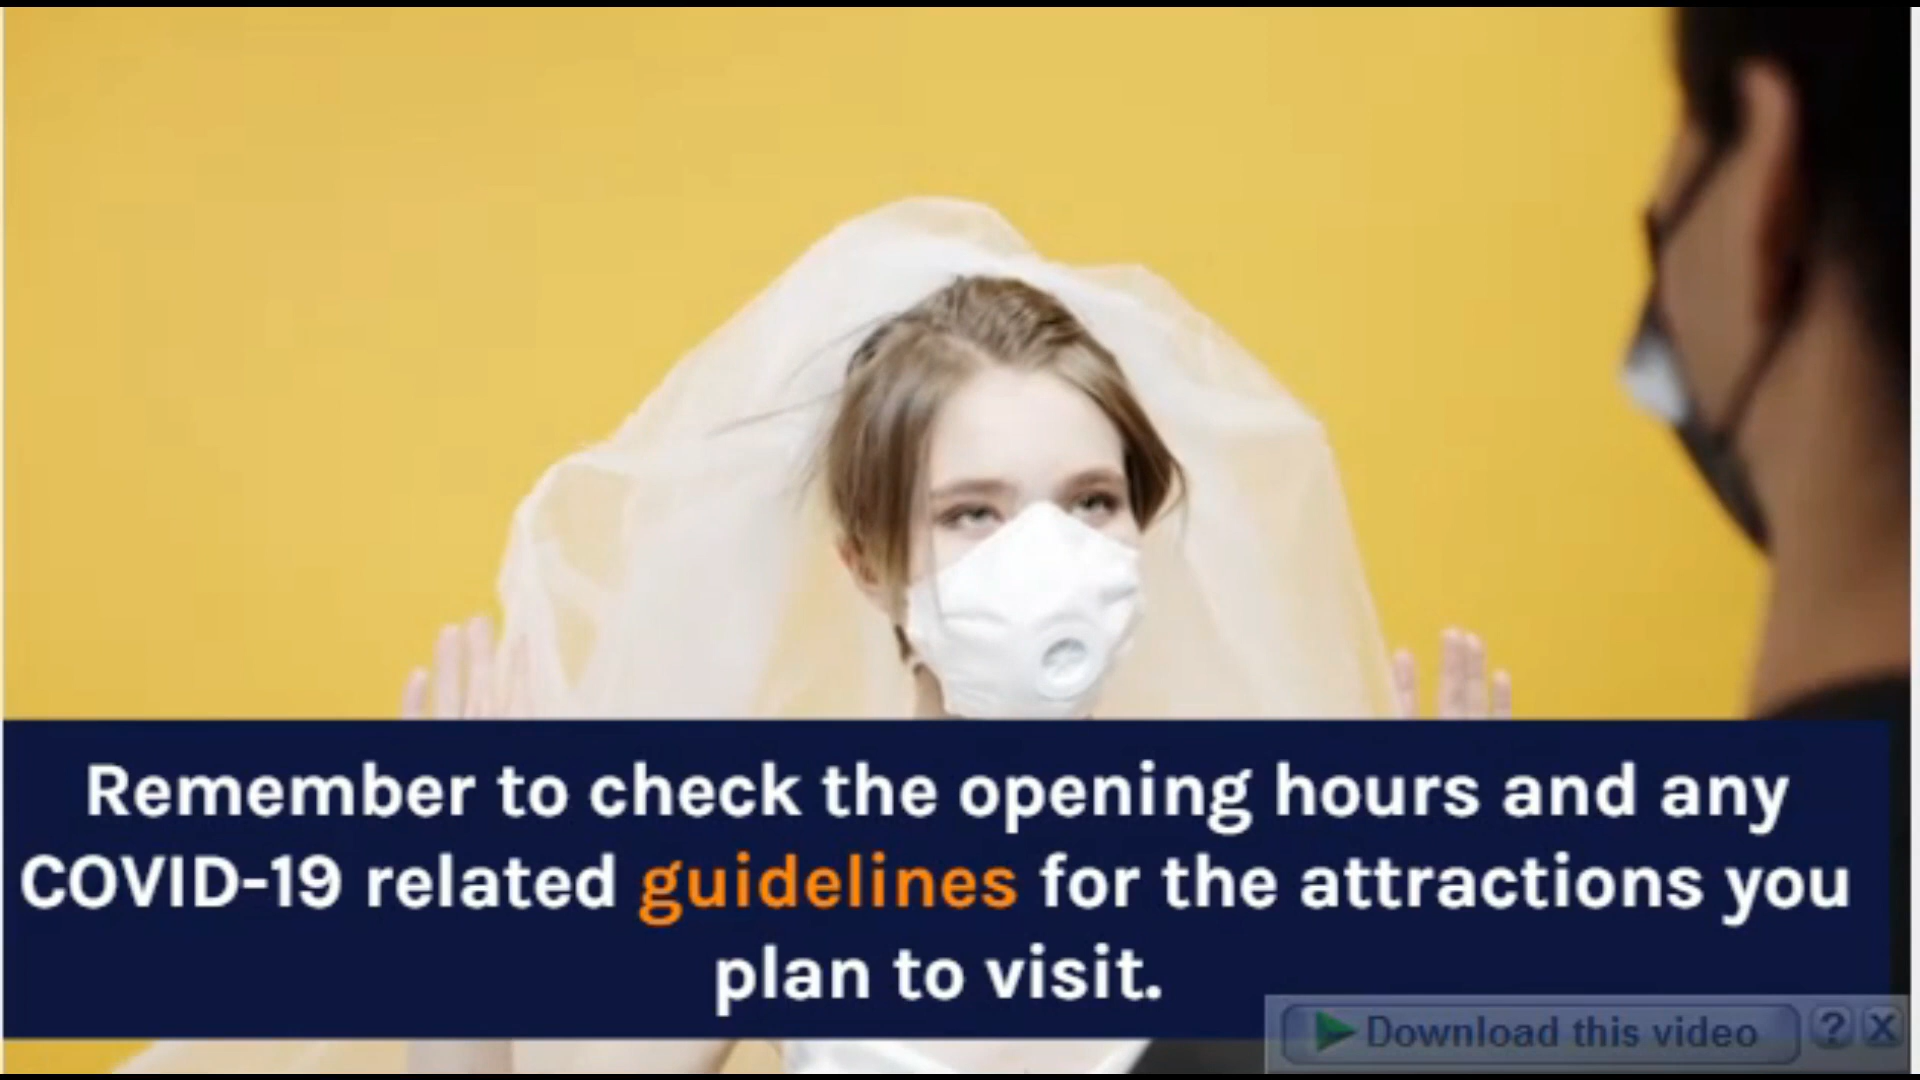 Remember to check the opening hours and any
COVID-19 related guidelines for the attractions you
plan to visit.
Download this video ? X